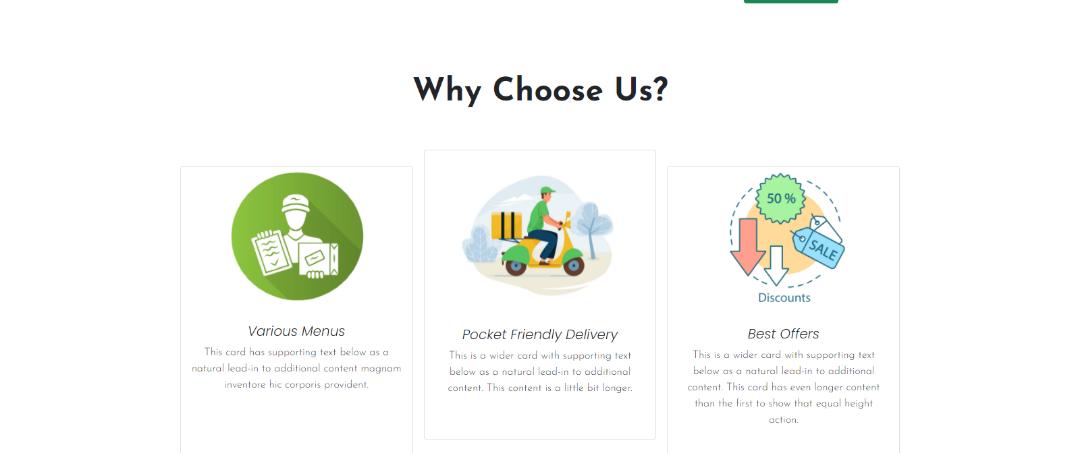 Why Choose Us?
Various Menus
This card has supporting text below as a
natural lead-in to additional content magnam
inventore hic corporis provident.
Pocket Friendly Delivery
This is a wider card with supporting text
below as a natural lead-in to additional
content. This content is a little bit longer.
50 %
SALE
Discounts
Best Offers
This is a wider card with supporting text
below as a natural lead-in to additional
content. This card has even longer content
than the first to show that equal height
action.